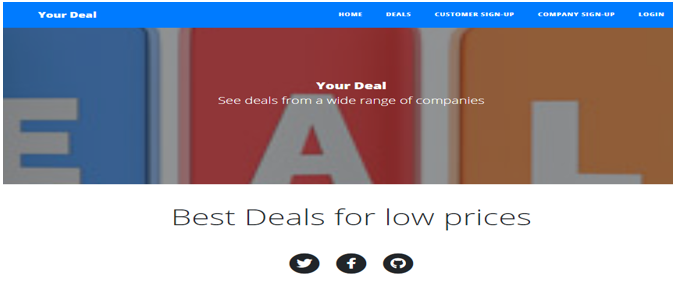 Your Deal
HOME DEALS CUSTOMER SIGN-UP COMPANY SIGN-UP LOGIN
Your Deal
See deals from a wide range of companies
E A L
Best Deals for low prices